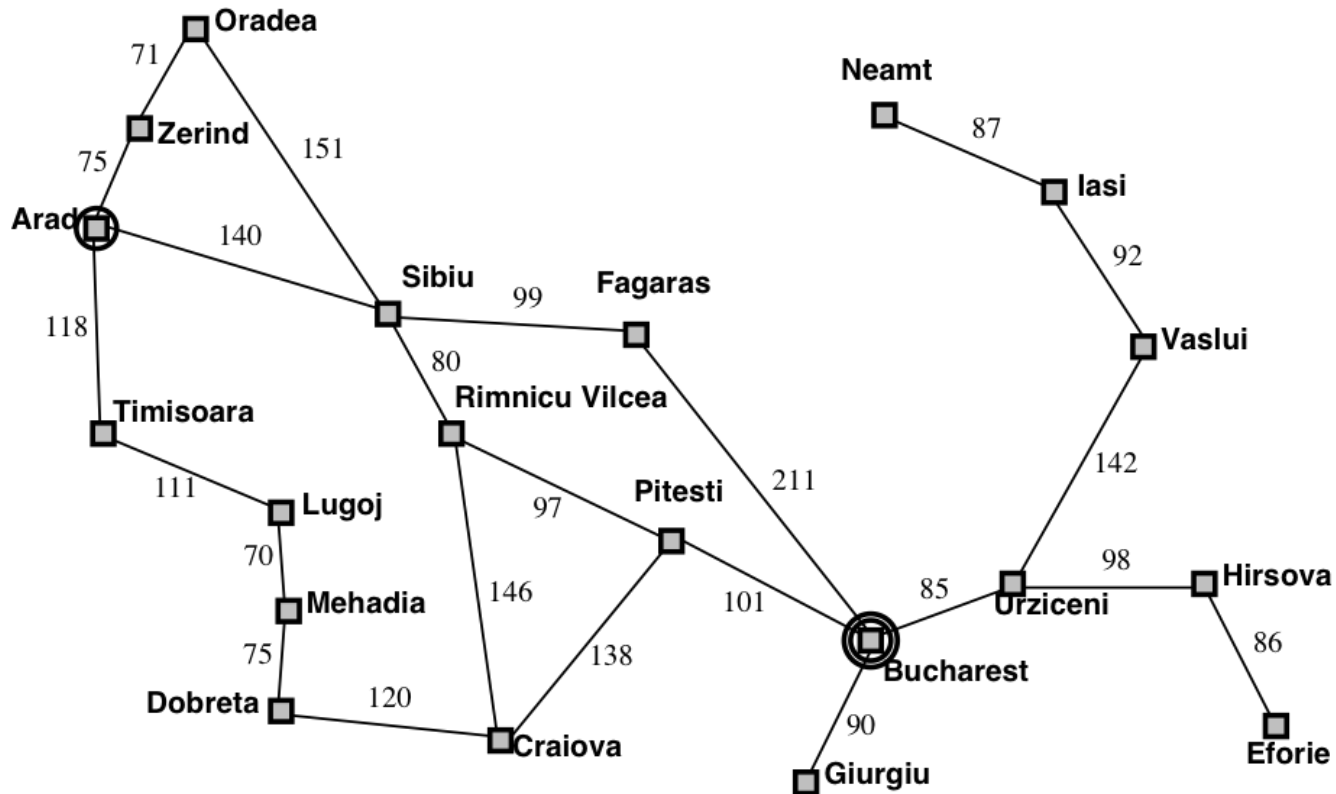 Oradea
71
Neamt
87
Zerind
151
75
Iasi
Arad
140
92
Sibiu
Fagaras
99
118
Vaslui
80
Rimnicu Vilcea
Timisoara
142
211
111
Pitesti
Lugoj
97
70
98
Hirsova
146
85
Mehadia
101
Urziceni
75
138
86
Bucharest
Dobreta
120
90
Craiova
Eforie
Giurgiu